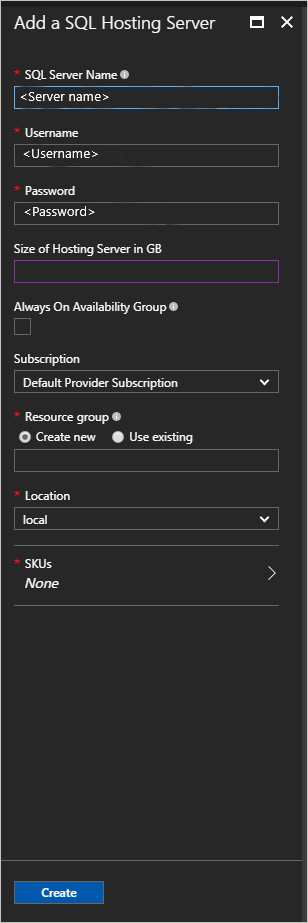 Add a SQL Hosting Server
* SQL Server Name
<Server name>
* Username
<Username>
* Password
<Password>
Size of Hosting Server in GB
Always On Availability Group
Subscription
Default Provider Subscription
* Resource group
Create new Use existing
* Location
local
* SKUs
None
Create